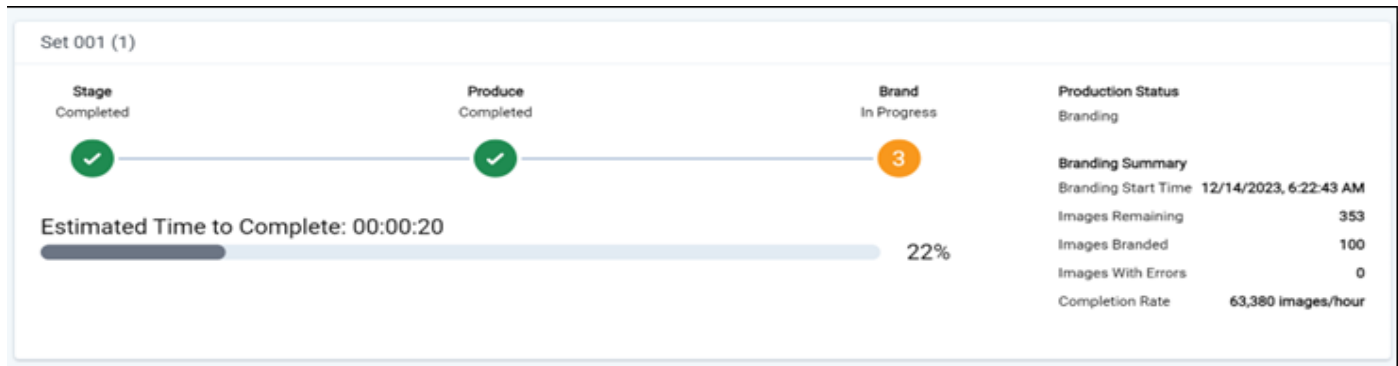 Set 001 (1)
Stage
Completed
Produce
Completed
Brand
In Progress
3
Estimated Time to Complete: 00:00:20
22%
Production Status
Branding
Branding Summary
Branding Start Time 12/14/2023, 6:22:43 AM
Images Remaining 353
Images Branded 100
Images With Errors 0
Completion Rate 63,380 images/hour